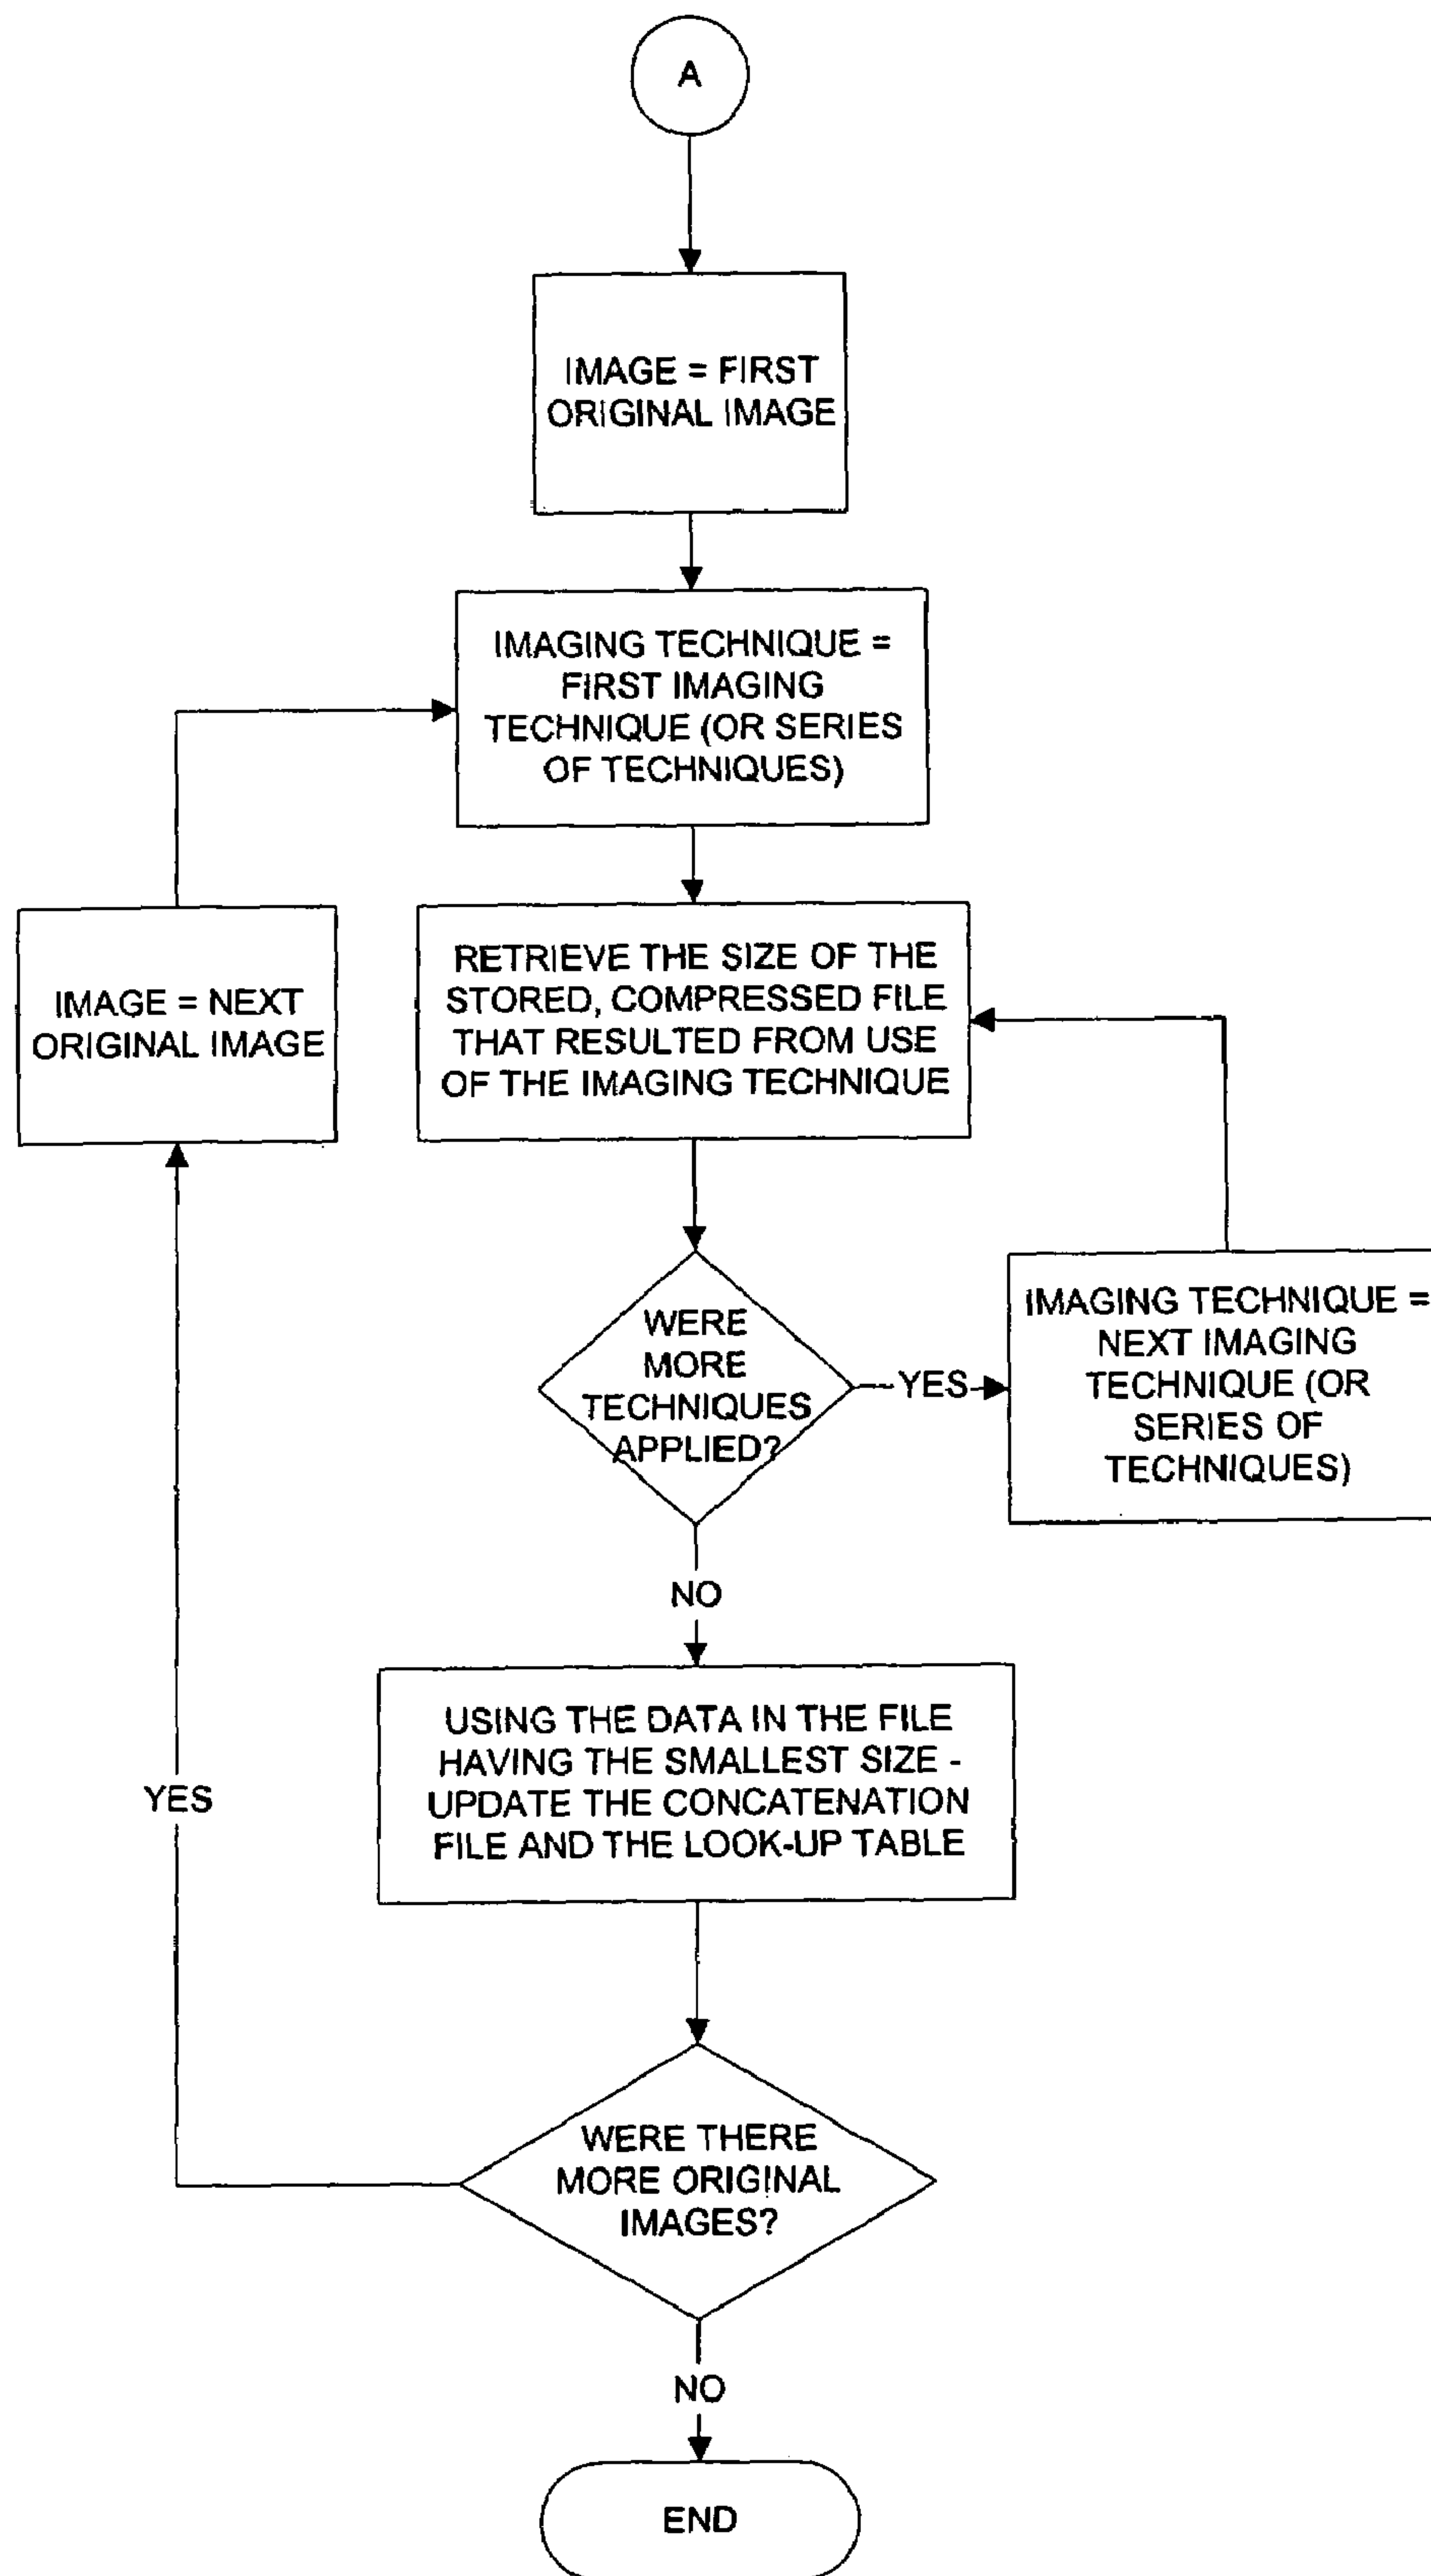 A
IMAGE = FIRST
ORIGINAL IMAGE
IMAGING TECHNIQUE =
FIRST IMAGING
TECHNIQUE (OR SERIES
OF TECHNIQUES)
RETRIEVE THE SIZE OF THE
STORED, COMPRESSED FILE
THAT RESULTED FROM USE
OF THE IMAGING TECHNIQUE
IMAGE = NEXT
ORIGINAL IMAGE
WERE
MORE
TECHNIQUES
APPLIED?
YES
IMAGING TECHNIQUE =
NEXT IMAGING
TECHNIQUE (OR
SERIES OF
TECHNIQUES)
NO
USING THE DATA IN THE FILE
HAVING THE SMALLEST SIZE -
UPDATE THE CONCATENATION
FILE AND THE LOOK-UP TABLE
YES
WERE THERE
MORE ORIGINAL
IMAGES?
NO
END